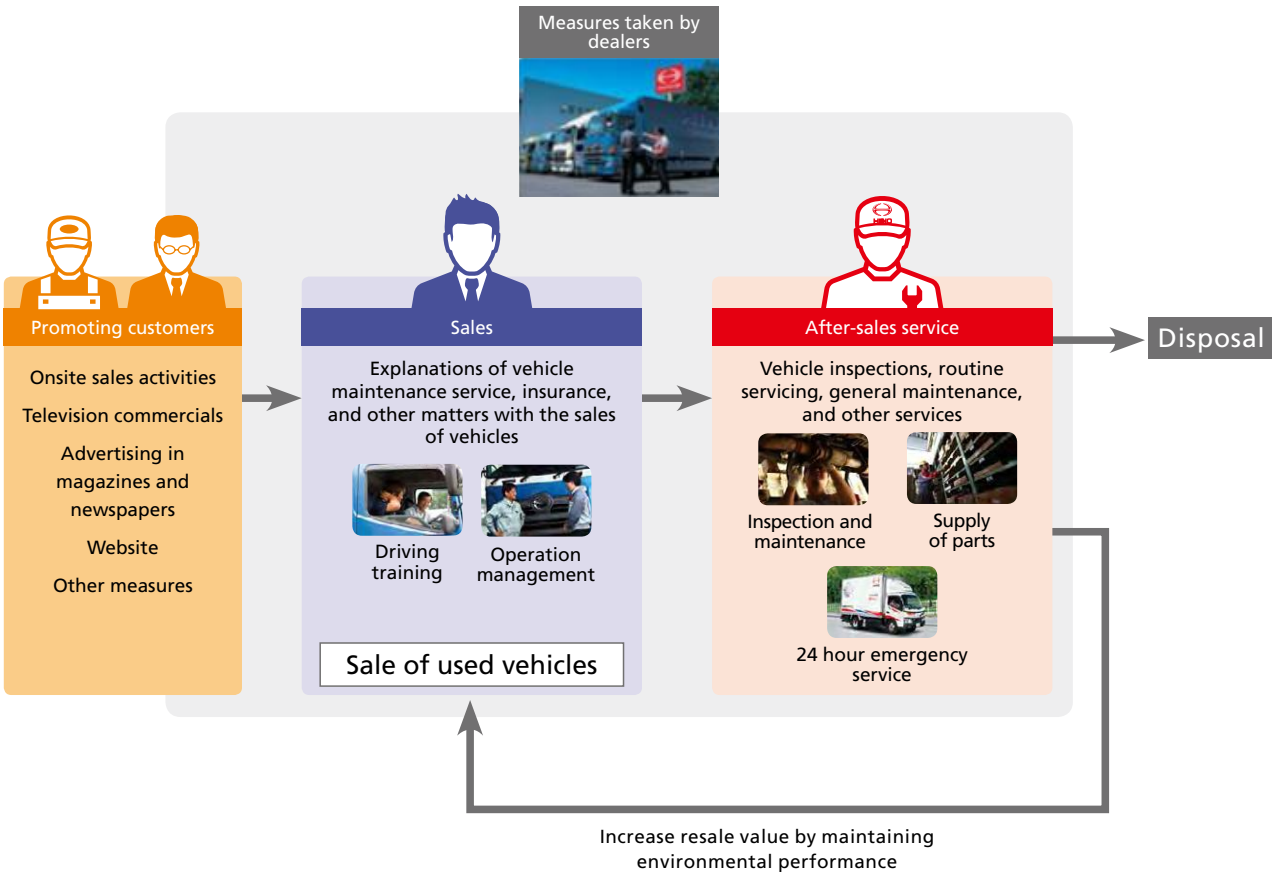 Measures taken by
dealers
Promoting customers
Onsite sales activities
Television commercials
Advertising in
magazines and
newspapers
Website
Other measures
Sales
Explanations of vehicle
maintenance service, insurance,
and other matters with the sales
of vehicles
Driving
training
Operation
management
Sale of used vehicles
HINO
After-sales service
Vehicle inspections, routine
servicing, general maintenance,
and other services
Inspection and
maintenance
Supply
of parts
24 hour emergency
service
Disposal
Increase resale value by maintaining
environmental performance